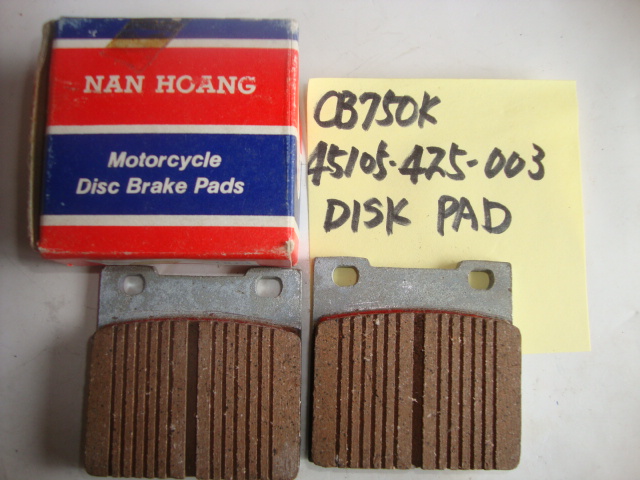 NAN HOANG
Motorcycle
Disc Brake Pads
CB750K
45105-425-003
DISK PAD